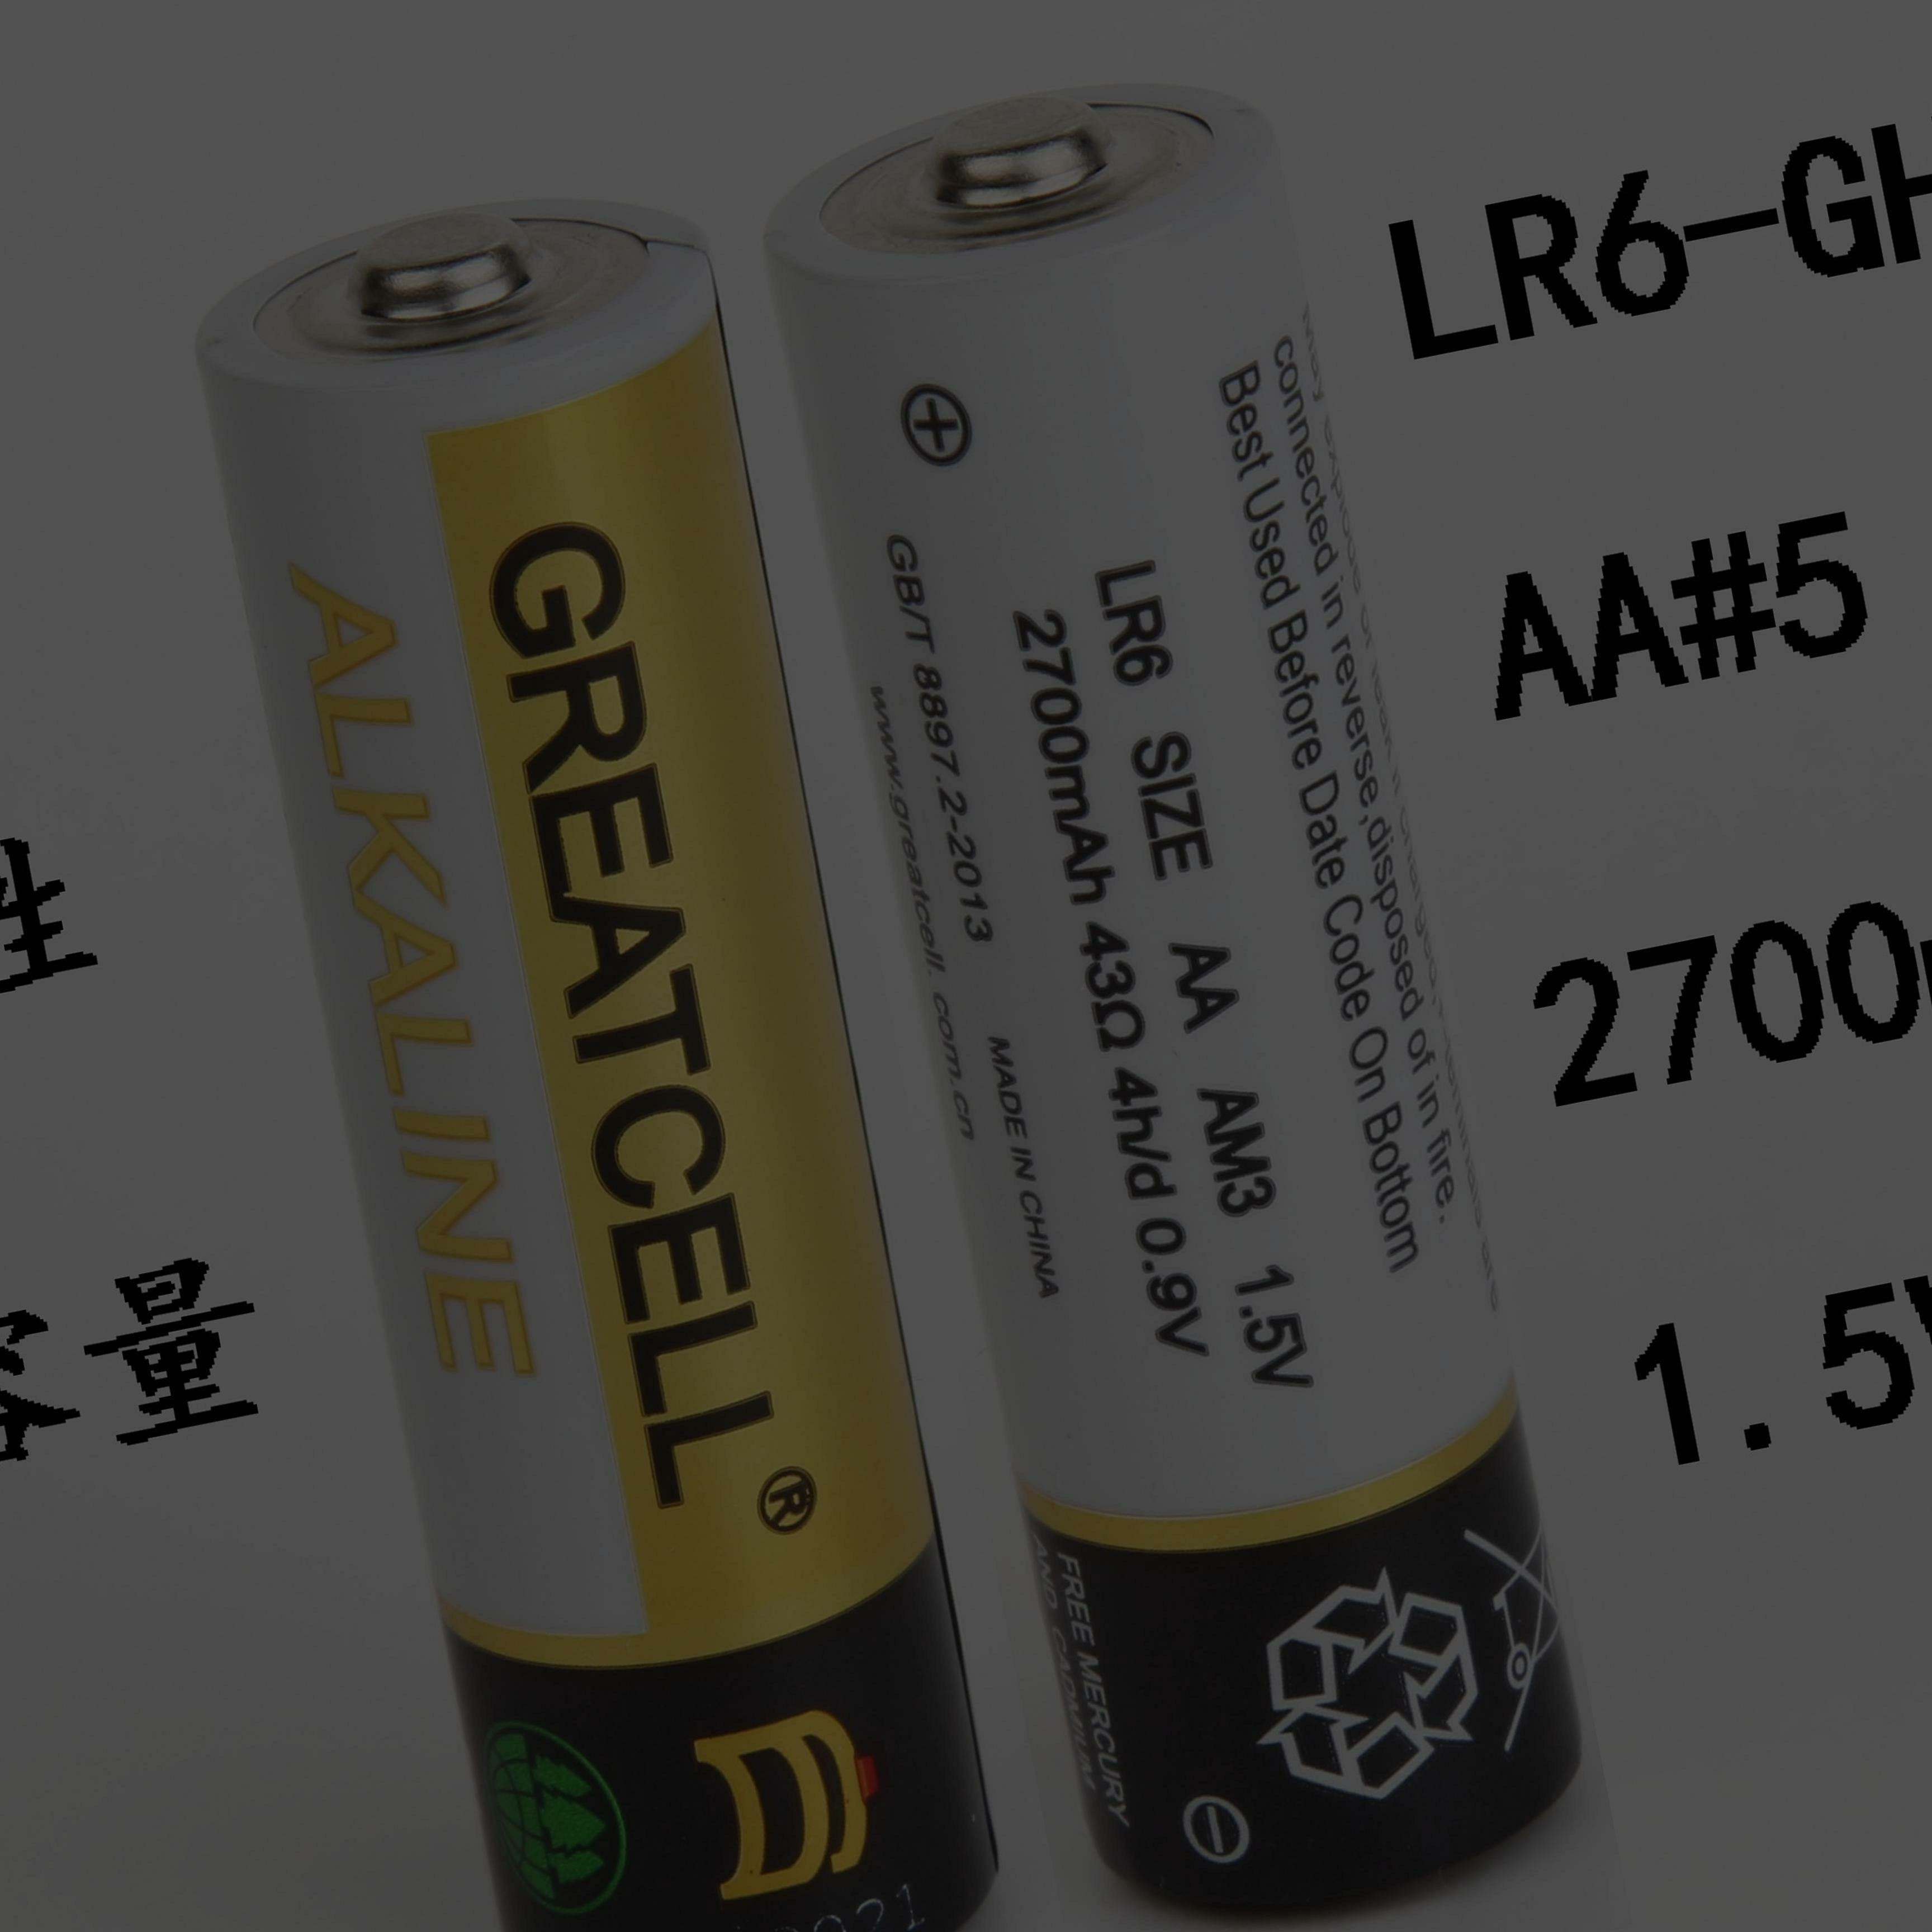 ALKALINE
GREATCELL®
GB/T 8897.2-2013
www.greatcell.com.cn
MADE IN CHINA
LR6 SIZE AA AM3 1.5V
2700mAh 43Ω 4h/d 0.9V
connected in reverse,disposed of in fire.
Best Used Before Date Code On Bottom
FREE MERCURY
AND CADMIUM
LR6-GH
AA#5
2700
1.5V
量